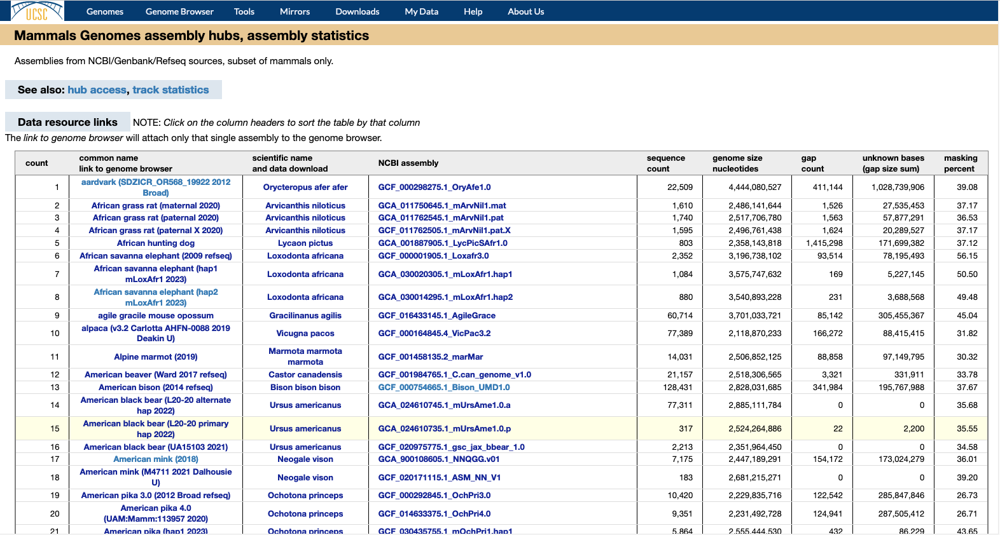 UCSC
Genomes Genome Browser Tools Mirrors Downloads My Data Help About Us
Mammals Genomes assembly hubs, assembly statistics
Assemblies from NCBI/Genbank/Refseq sources, subset of mammals only.
See also: hub access, track statistics
Data resource links NOTE: Click on the column headers to sort the table by that column
The link to genome browser will attach only that single assembly to the genome browser.
count common name link to genome browser scientific name and data download NCBI assembly sequence count genome size nucleotides gap count unknown bases (gap size sum) masking percent
1 aardvark (SDZICR_OR568_19922 2012 Broad) Orycteropus afer afer GCF_000298275.1_OryAfe1.0 22,509 4,444,080,527 411,144 1,028,739,906 39.08
2 African grass rat (maternal 2020) Arvicanthis niloticus GCA_011750645.1_mArvNil1.mat 1,610 2,486,141,644 1,526 27,535,453 37.17
3 African grass rat (paternal 2020) Arvicanthis niloticus GCA_011762545.1_mArvNil1.pat 1,740 2,517,706,780 1,563 57,877,291 36.53
4 African grass rat (paternal X 2020) Arvicanthis niloticus GCF_011762505.1_mArvNil1.pat.X 1,595 2,496,761,438 1,624 20,289,527 37.17
5 African hunting dog Lycaon pictus GCA_001887905.1_LycPicSAfr1.0 803 2,358,143,818 1,415,298 171,699,382 37.12
6 African savanna elephant (2009 refseq) Loxodonta africana GCF_000001905.1_Loxafr3.0 2,352 3,196,738,102 93,514 78,195,493 56.15
7 African savanna elephant (hap1 mLoxAfr1 2023) Loxodonta africana GCA_030020305.1_mLoxAfr1.hap1 1,084 3,575,747,632 169 5,227,145 50.50
8 African savanna elephant (hap2 mLoxAfr1 2023) Loxodonta africana GCA_030014295.1_mLoxAfr1.hap2 880 3,540,893,228 231 3,688,568 49.48
9 agile gracile mouse opossum Gracilinanus agilis GCF_016433145.1_AgileGrace 60,714 3,701,033,721 85,142 305,455,367 45.04
10 alpaca (v3.2 Carlotta AHFN-0088 2019 Deakin U) Vicugna pacos GCF_000164845.4_VicPac3.2 77,389 2,118,870,233 166,272 88,415,415 31.82
11 Alpine marmot (2019) Marmota marmota marmota GCF_001458135.2_marMar 14,031 2,506,852,125 88,858 97,149,795 30.32
12 American beaver (Ward 2017 refseq) Castor canadensis GCF_001984765.1_C.can_genome_v1.0 21,157 2,518,306,565 3,321 331,911 33.78
13 American bison (2014 refseq) Bison bison bison GCF_000754665.1_Bison_UMD1.0 128,431 2,828,031,685 341,984 195,767,988 37.67
14 American black bear (L20-20 alternate hap 2022) Ursus americanus GCA_024610745.1_mUrsAme1.0.a 77,311 2,885,111,784 0 0 35.68
15 American black bear (L20-20 primary hap 2022) Ursus americanus GCA_024610735.1_mUrsAme1.0.p 317 2,524,264,886 22 2,200 35.55
16 American black bear (UA15103 2021) Ursus americanus GCF_020975775.1_gsc_jax_bbear_1.0 2,213 2,351,964,450 0 0 34.58
17 American mink (2018) Neogale vison GCA_900108605.1_NNQGG.v01 7,175 2,447,189,291 154,172 173,024,279 36.01
18 American mink (M4711 2021 Dalhousie U) Neogale vison GCF_020171115.1_ASM_NN_V1 183 2,681,215,271 0 0 39.20
19 American pika 3.0 (2012 Broad refseq) Ochotona princeps GCF_000292845.1_OchPri3.0 10,420 2,229,835,716 122,542 285,847,846 26.73
20 American pika 4.0 (UAM:Mamm:113957 2020) Ochotona princeps GCF_014633375.1_OchPri4.0 9,351 2,231,492,728 124,941 287,505,412 26.71
21 American pika (hap1 2023) Ochotona princeps GCF_030435755.1_mOchPri1.hap1 5,864 2,555,444,530 432 86,229 43.65